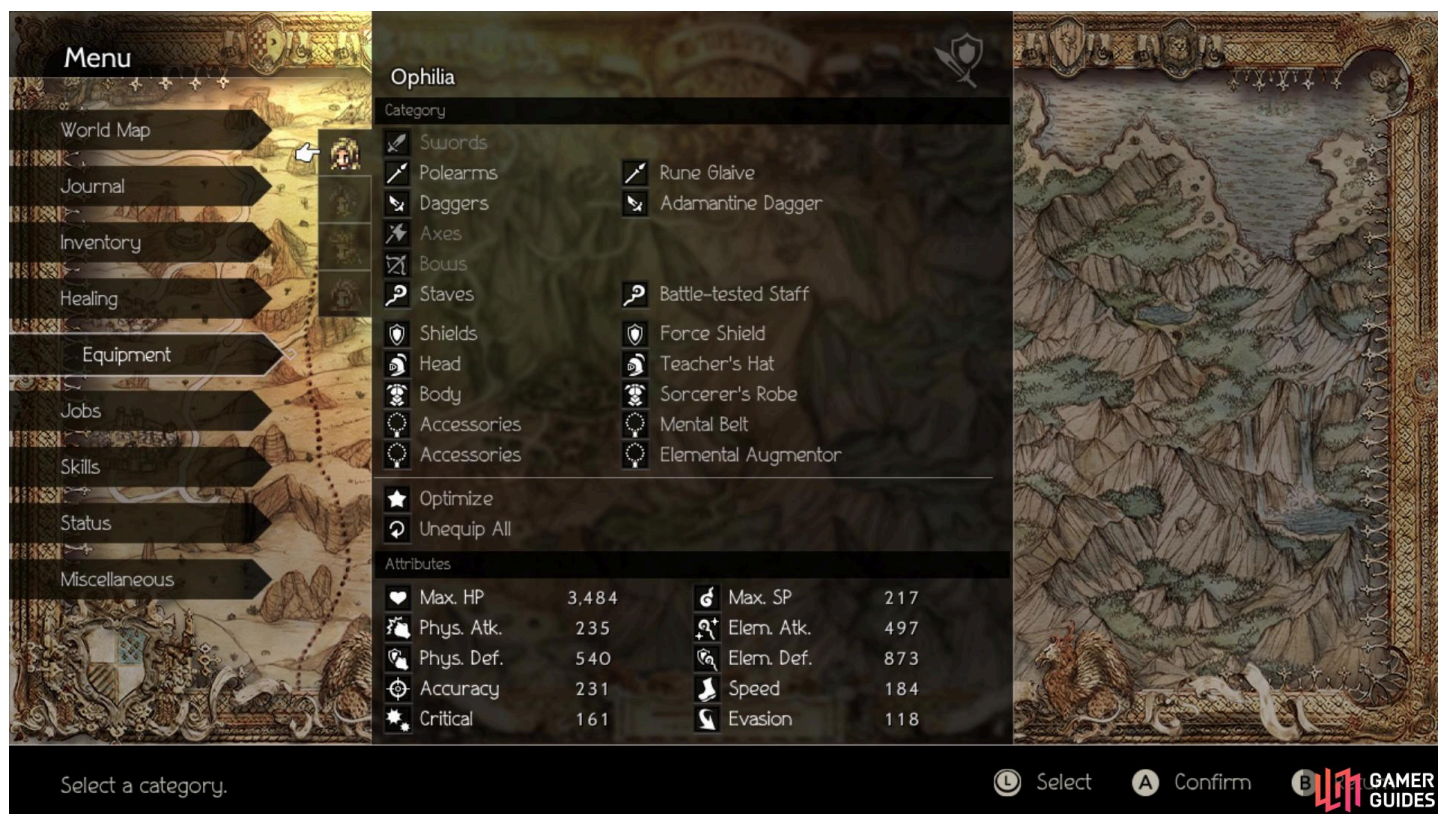 Menu
World Map
Journal
Inventory
Healing
Equipment
Jobs
Skills
Status
Miscellaneous
Ophilia
Category
Swords
Polearms Rune Glaive
Daggers Adamantine Dagger
Axes
Bows
Staves Battle-tested Staff
Shields Force Shield
Head Teacher's Hat
Body Sorcerer's Robe
Accessories Mental Belt
Accessories Elemental Augmentor
Optimize
Unequip All
Attributes
Max. HP 3,484 Max. SP 217
Phys. Atk. 235 Elem. Atk. 497
Phys. Def. 540 Elem. Def. 873
Accuracy 231 Speed 184
Critical 161 Evasion 118
Select a category.
L Select A Confirm B
GAMER
GUIDES